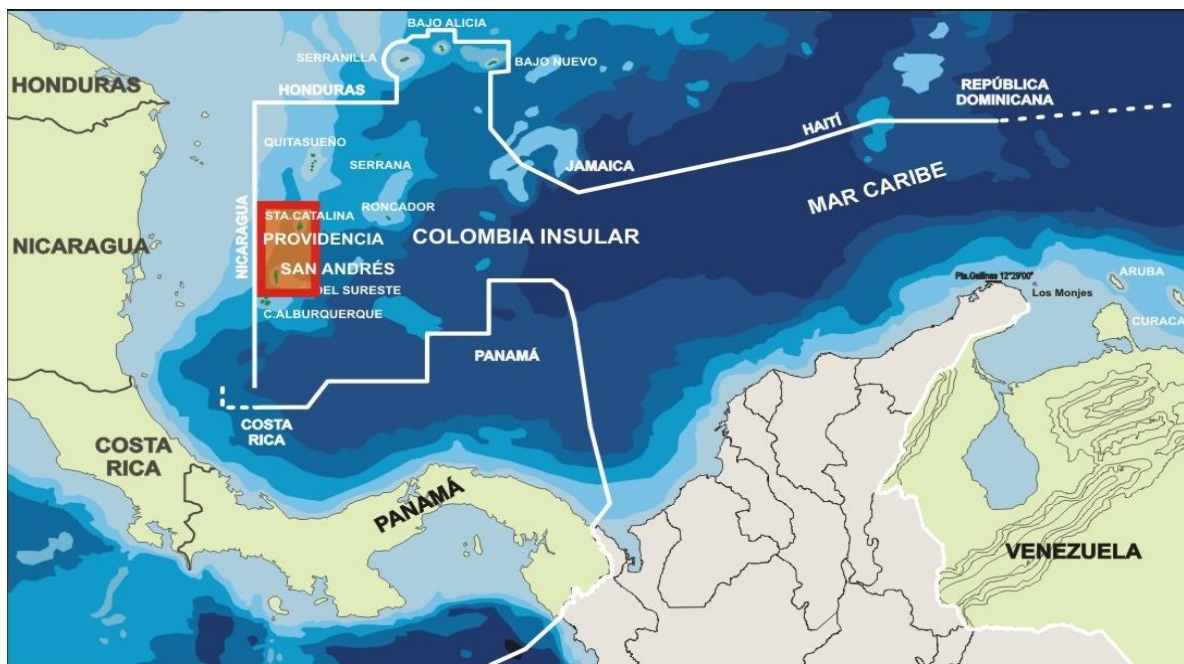 BAJO ALICIA
SERRANILLA
BAJO NUEVO
HONDURAS
HONDURAS
REPÚBLICA
DOMINICANA
HAITÍ
QUITASUEÑO
SERRANA
JAMAICA
MAR CARIBE
NICARAGUA
STA.CATALINA
RONCADOR
NICARAGUA
PROVIDENCIA
COLOMBIA INSULAR
SAN ANDRÉS
DEL SURESTE
C.ALBURQUERQUE
Pta.Gallinas 12°29'00"
Los Monjes
ARUBA
CURACA
PANAMÁ
COSTA
RICA
COSTA
RICA
PANAMÁ
VENEZUELA